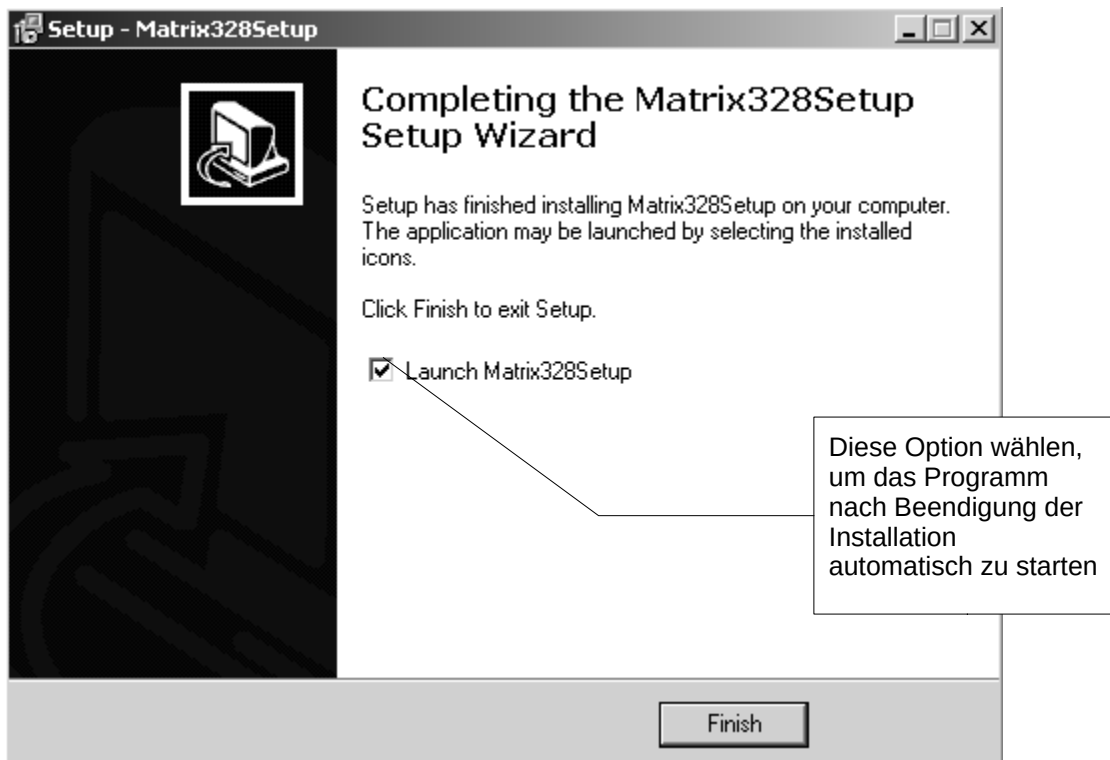 Setup - Matrix328Setup
Completing the Matrix328Setup
Setup Wizard
Setup has finished installing Matrix328Setup on your computer.
The application may be launched by selecting the installed
icons.
Click Finish to exit Setup.
Launch Matrix328Setup
Diese Option wählen,
um das Programm
nach Beendigung der
Installation
automatisch zu starten
Finish